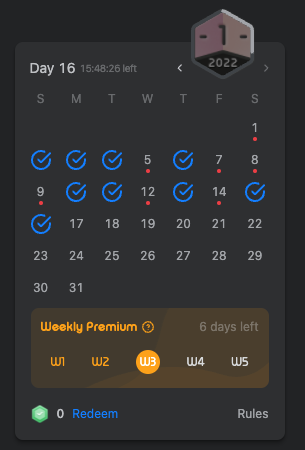 1
2022
Day 16 15:48:26 left
S M T W T F S
1
5 7 8
9 12 14
17 18 19 20 21 22
23 24 25 26 27 28 29
30 31
Weekly Premium ? 6 days left
W1 W2 W3 W4 W5
0 Redeem Rules